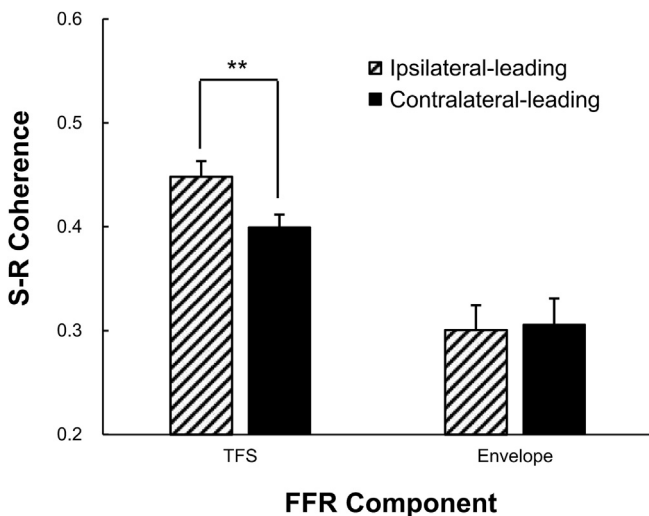 0.6
0.5
0.4
0.3
0.2
S-R Coherence
**
Ipsilateral-leading
Contralateral-leading
TFS
Envelope
FFR Component